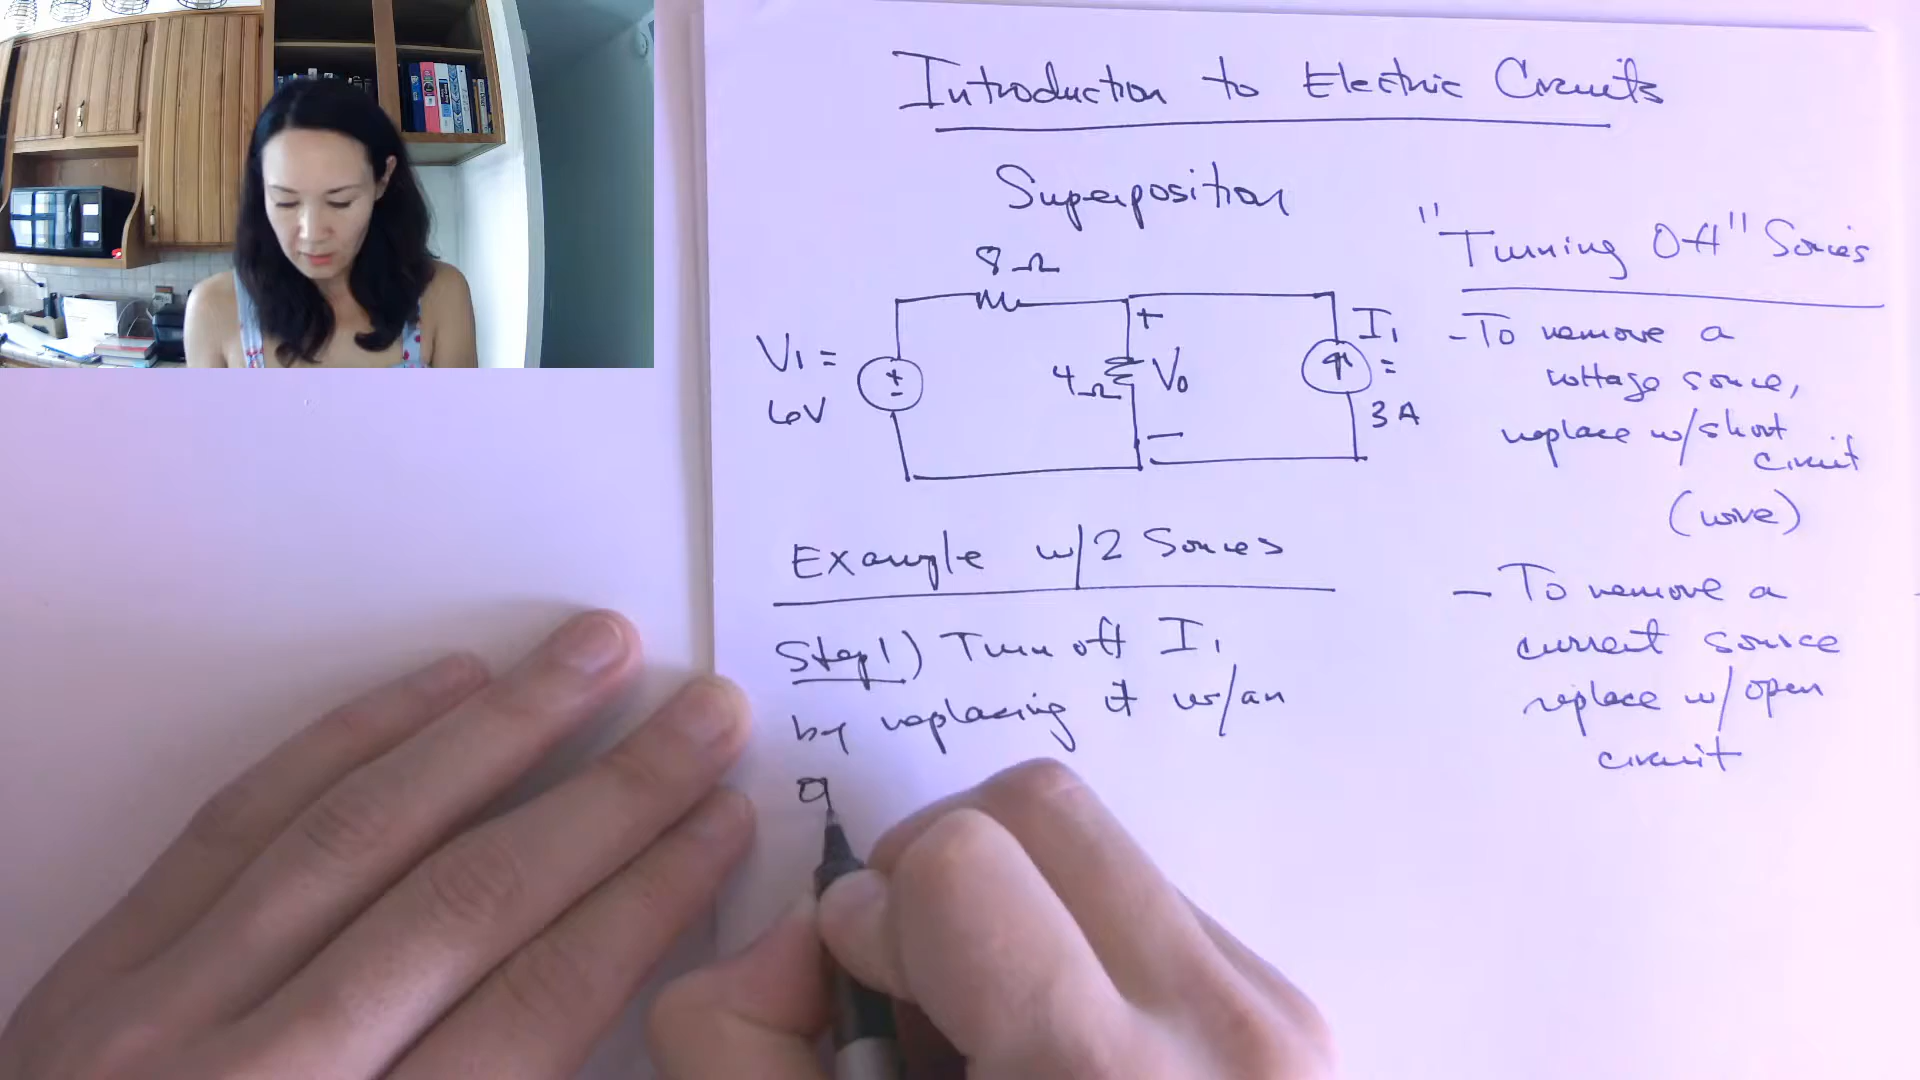 Introduction to Electric Circuits
Superposition
8Ω
V1 =
6V
+
-
4Ω
+
V0
−
I1
=
3A
Example w/2 Sources
Step 1) Turn off I1
by replacing it w/an
o
"Turning Off" Sources
- To remove a
voltage source,
replace w/short
circuit
(wire)
- To remove a
current source
replace w/open
circuit